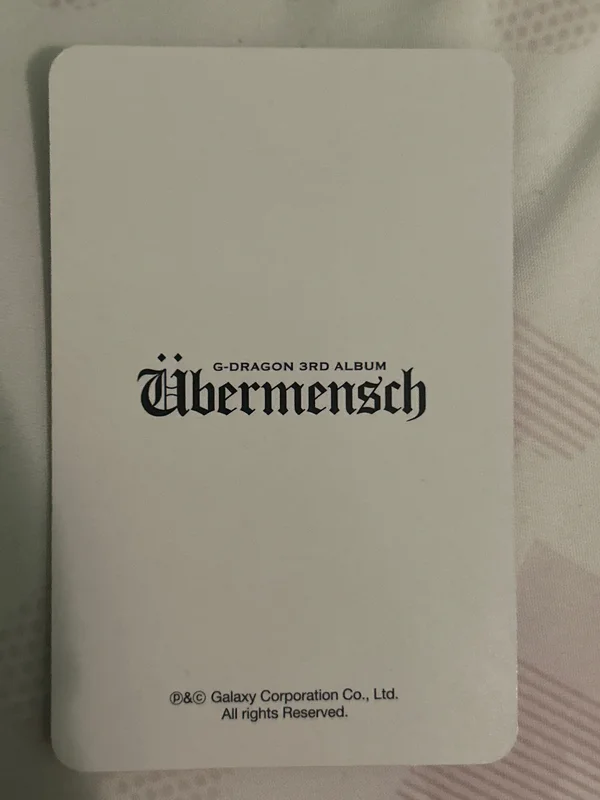 G-DRAGON 3RD ALBUM
Übermensch
℗&© Galaxy Corporation Co., Ltd.
All rights Reserved.